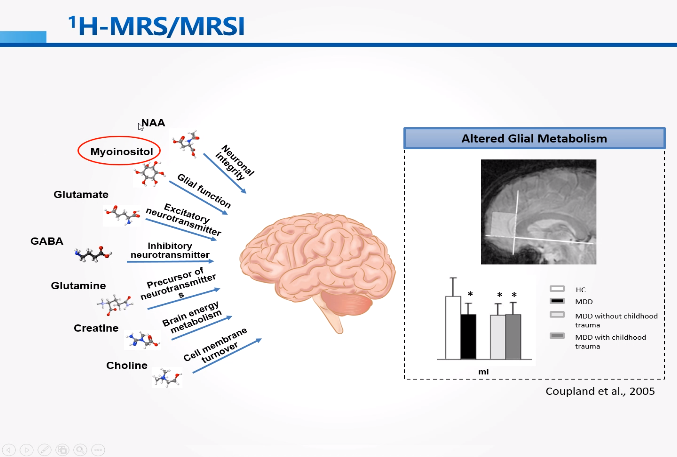 ¹H-MRS/MRSI
NAA
Myoinositol
Glutamate
GABA
Glutamine
Creatine
Choline
Neuronal
integrity
Glial function
Excitatory
neurotransmitter
Inhibitory
neurotransmitter
Precursor of
neurotransmitter
s
Brain energy
metabolism
Cell membrane
turnover
Altered Glial Metabolism
*
* *
HC
MDD
MDD without childhood
trauma
MDD with childhood
trauma
mI
Coupland et al., 2005